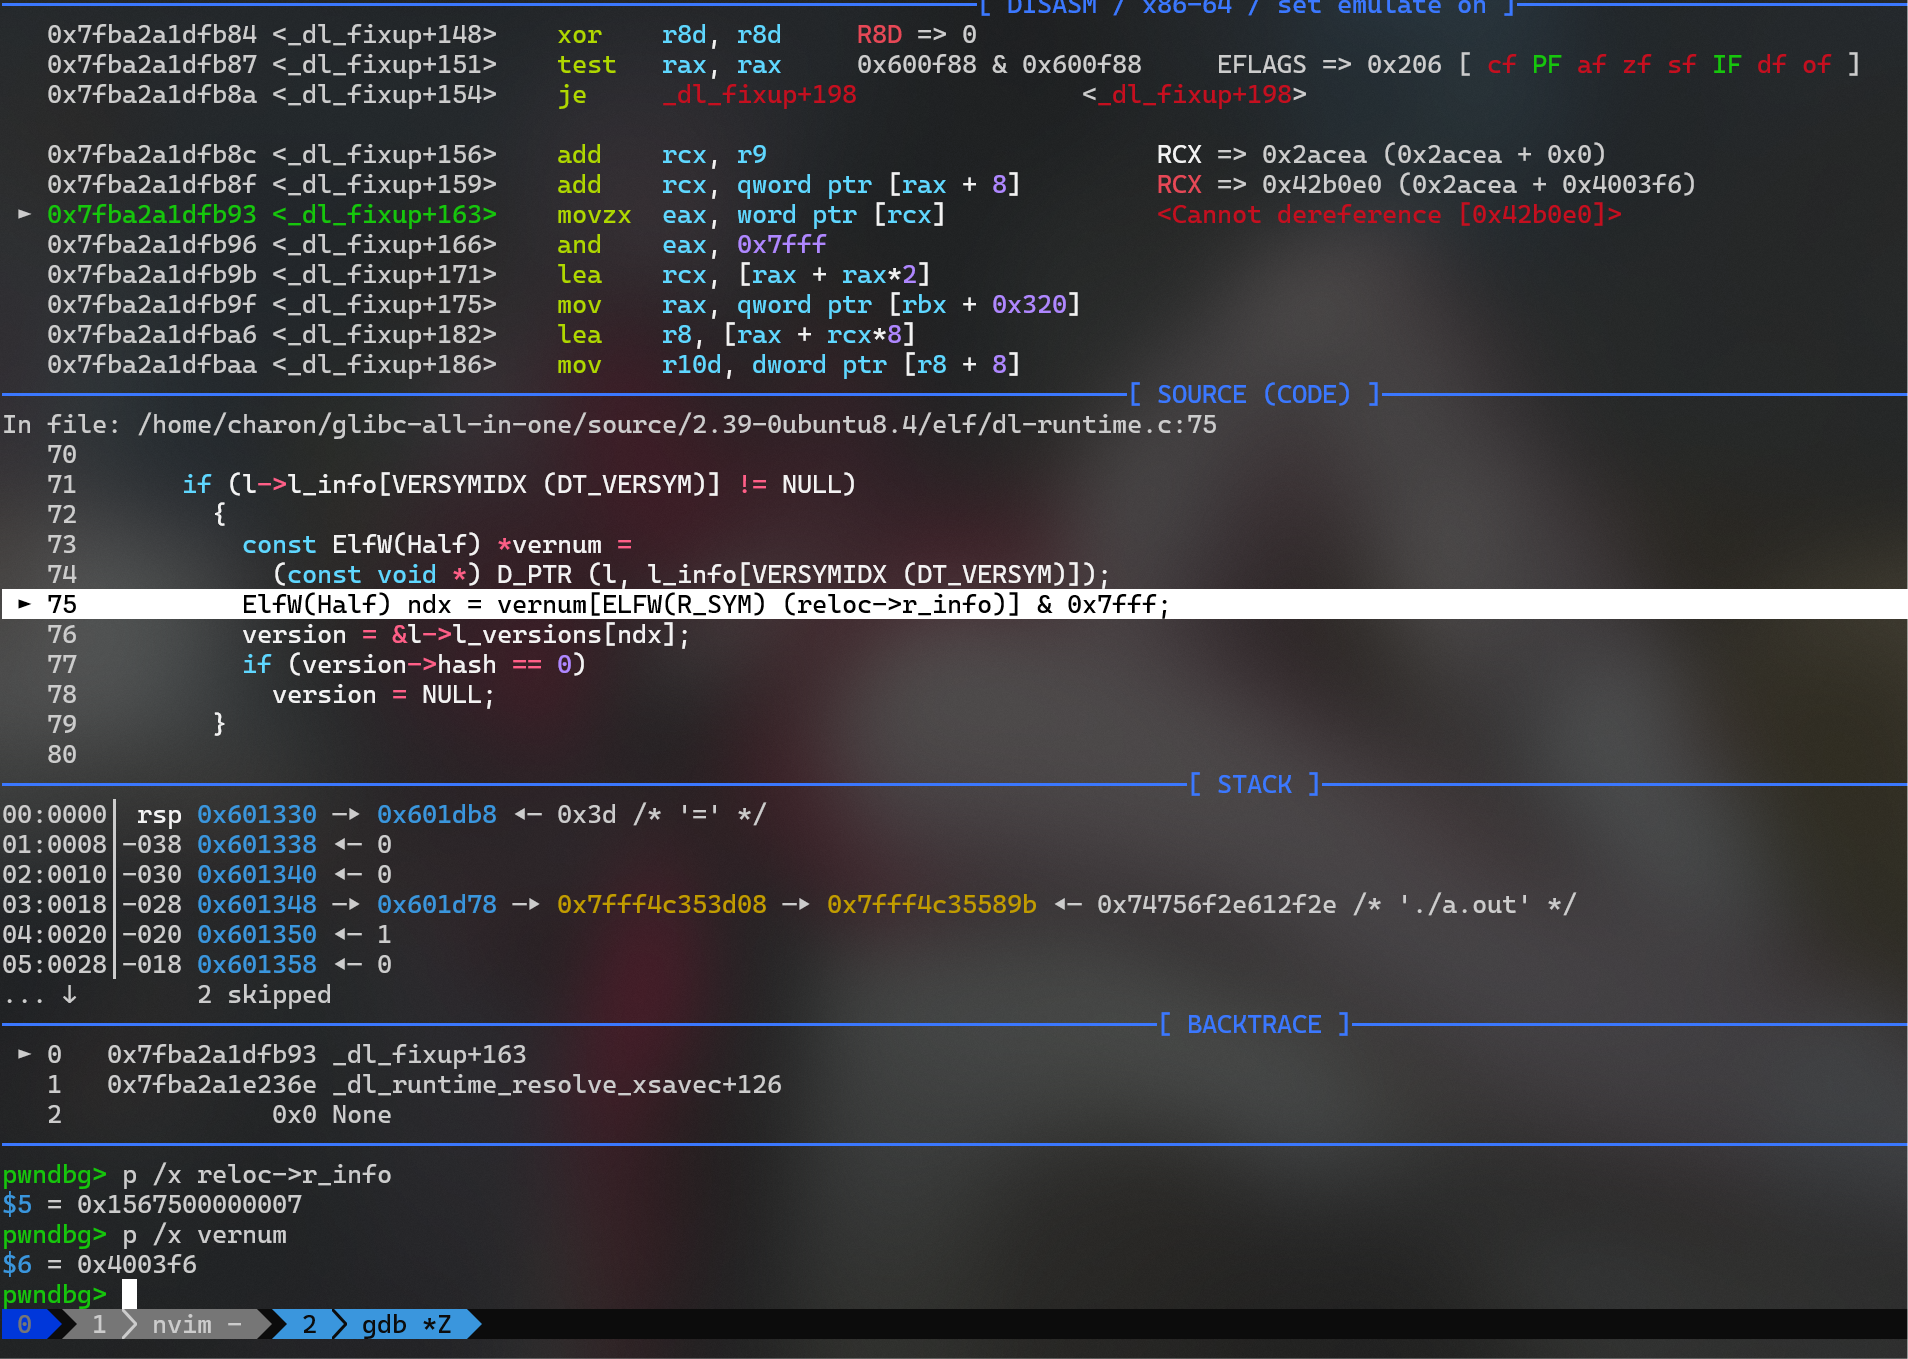 [ DISASM / x86-64 / set emulate on ]
0x7fba2a1dfb84 <_dl_fixup+148>    xor    r8d, r8d     R8D => 0
0x7fba2a1dfb87 <_dl_fixup+151>    test   rax, rax     0x600f88 & 0x600f88     EFLAGS => 0x206 [ cf PF af zf sf IF df of ]
0x7fba2a1dfb8a <_dl_fixup+154>    je     _dl_fixup+198               <_dl_fixup+198>
0x7fba2a1dfb8c <_dl_fixup+156>    add    rcx, r9                          RCX => 0x2acea (0x2acea + 0x0)
0x7fba2a1dfb8f <_dl_fixup+159>    add    rcx, qword ptr [rax + 8]         RCX => 0x42b0e0 (0x2acea + 0x4003f6)
► 0x7fba2a1dfb93 <_dl_fixup+163>    movzx  eax, word ptr [rcx]              <Cannot dereference [0x42b0e0]>
0x7fba2a1dfb96 <_dl_fixup+166>    and    eax, 0x7fff
0x7fba2a1dfb9b <_dl_fixup+171>    lea    rcx, [rax + rax*2]
0x7fba2a1dfb9f <_dl_fixup+175>    mov    rax, qword ptr [rbx + 0x320]
0x7fba2a1dfba6 <_dl_fixup+182>    lea    r8, [rax + rcx*8]
0x7fba2a1dfbaa <_dl_fixup+186>    mov    r10d, dword ptr [r8 + 8]
[ SOURCE (CODE) ]
In file: /home/charon/glibc-all-in-one/source/2.39-0ubuntu8.4/elf/dl-runtime.c:75
70
71       if (l->l_info[VERSYMIDX (DT_VERSYM)] != NULL)
72         {
73           const ElfW(Half) *vernum =
74             (const void *) D_PTR (l, l_info[VERSYMIDX (DT_VERSYM)]);
► 75           ElfW(Half) ndx = vernum[ELFW(R_SYM) (reloc->r_info)] & 0x7fff;
76           version = &l->l_versions[ndx];
77           if (version->hash == 0)
78             version = NULL;
79         }
80
[ STACK ]
00:0000│ rsp 0x601330 —▸ 0x601db8 ◂— 0x3d /* '=' */
01:0008│-038 0x601338 ◂— 0
02:0010│-030 0x601340 ◂— 0
03:0018│-028 0x601348 —▸ 0x601d78 —▸ 0x7fff4c353d08 —▸ 0x7fff4c35589b ◂— 0x74756f2e612f2e /* './a.out' */
04:0020│-020 0x601350 ◂— 1
05:0028│-018 0x601358 ◂— 0
... ↓        2 skipped
[ BACKTRACE ]
► 0   0x7fba2a1dfb93 _dl_fixup+163
1   0x7fba2a1e236e _dl_runtime_resolve_xsavec+126
2              0x0 None
pwndbg> p /x reloc->r_info
$5 = 0x1567500000007
pwndbg> p /x vernum
$6 = 0x4003f6
pwndbg>
0 1 nvim - 2 gdb *Z